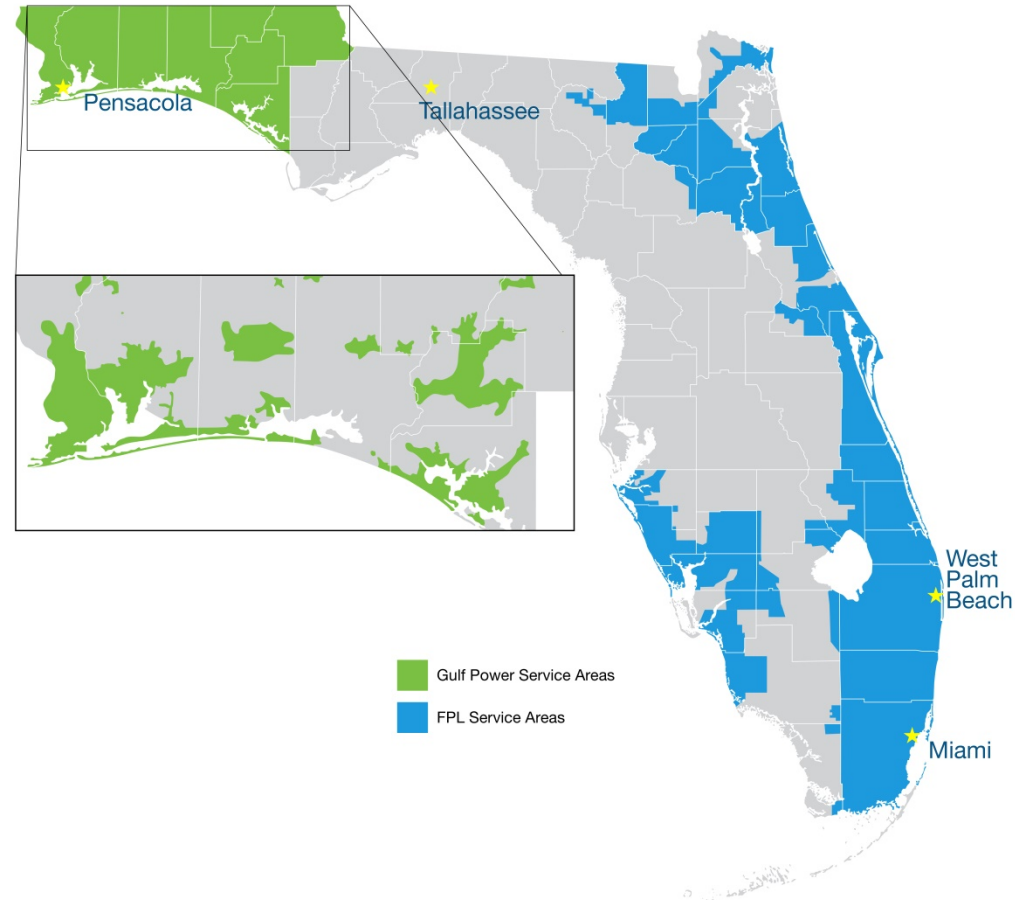 Pensacola
Tallahassee
West
Palm
Beach
Gulf Power Service Areas
FPL Service Areas
Miami